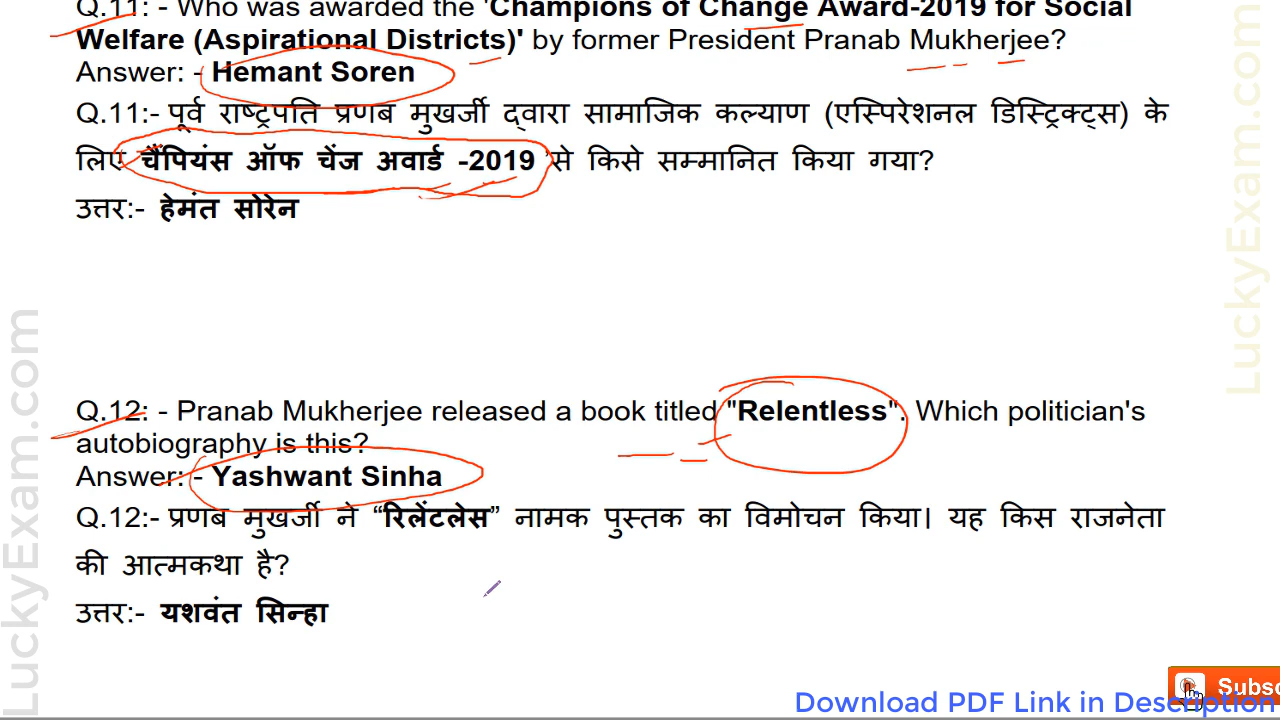 Q.11: - Who was awarded the 'Champions of Change Award-2019 for Social
Welfare (Aspirational Districts)' by former President Pranab Mukherjee?
Answer: - Hemant Soren
Q.11:- पूर्व राष्ट्रपति प्रणब मुखर्जी द्वारा सामाजिक कल्याण (एस्पिरेशनल डिस्ट्रिक्ट्स) के
लिए चैंपियंस ऑफ चेंज अवार्ड -2019 'से किसे सम्मानित किया गया?
उत्तर:- हेमंत सोरेन
Q.12: - Pranab Mukherjee released a book titled "Relentless". Which politician's
autobiography is this?
Answer: - Yashwant Sinha
Q.12:- प्रणब मुखर्जी ने “रिलेंटलेस” नामक पुस्तक का विमोचन किया। यह किस राजनेता
की आत्मकथा है?
उत्तर:- यशवंत सिन्हा
LuckyExam.com
LuckyExam.com
Subsc
Download PDF Link in Description